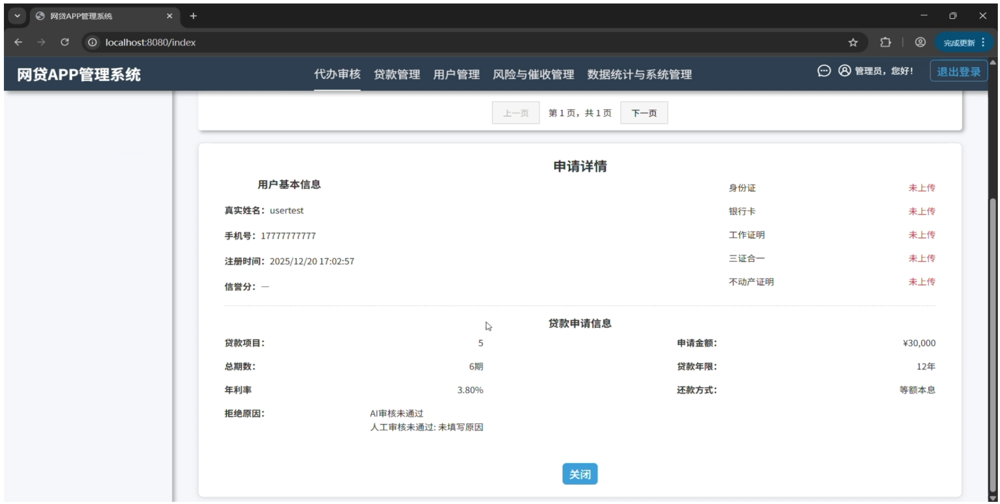 网贷APP管理系统
localhost:8080/index
完成更新
网贷APP管理系统
代办审核 贷款管理 用户管理 风险与催收管理 数据统计与系统管理
管理员，您好！
退出登录
上一页 第 1 页，共 1 页 下一页
申请详情
用户基本信息
真实姓名： usertest
手机号： 17777777777
注册时间： 2025/12/20 17:02:57
信誉分： —
身份证 未上传
银行卡 未上传
工作证明 未上传
三证合一 未上传
不动产证明 未上传
贷款申请信息
贷款项目： 5 申请金额： ¥30,000
总期数： 6期 贷款年限： 12年
年利率 3.80% 还款方式： 等额本息
拒绝原因： AI审核未通过
人工审核未通过: 未填写原因
关闭